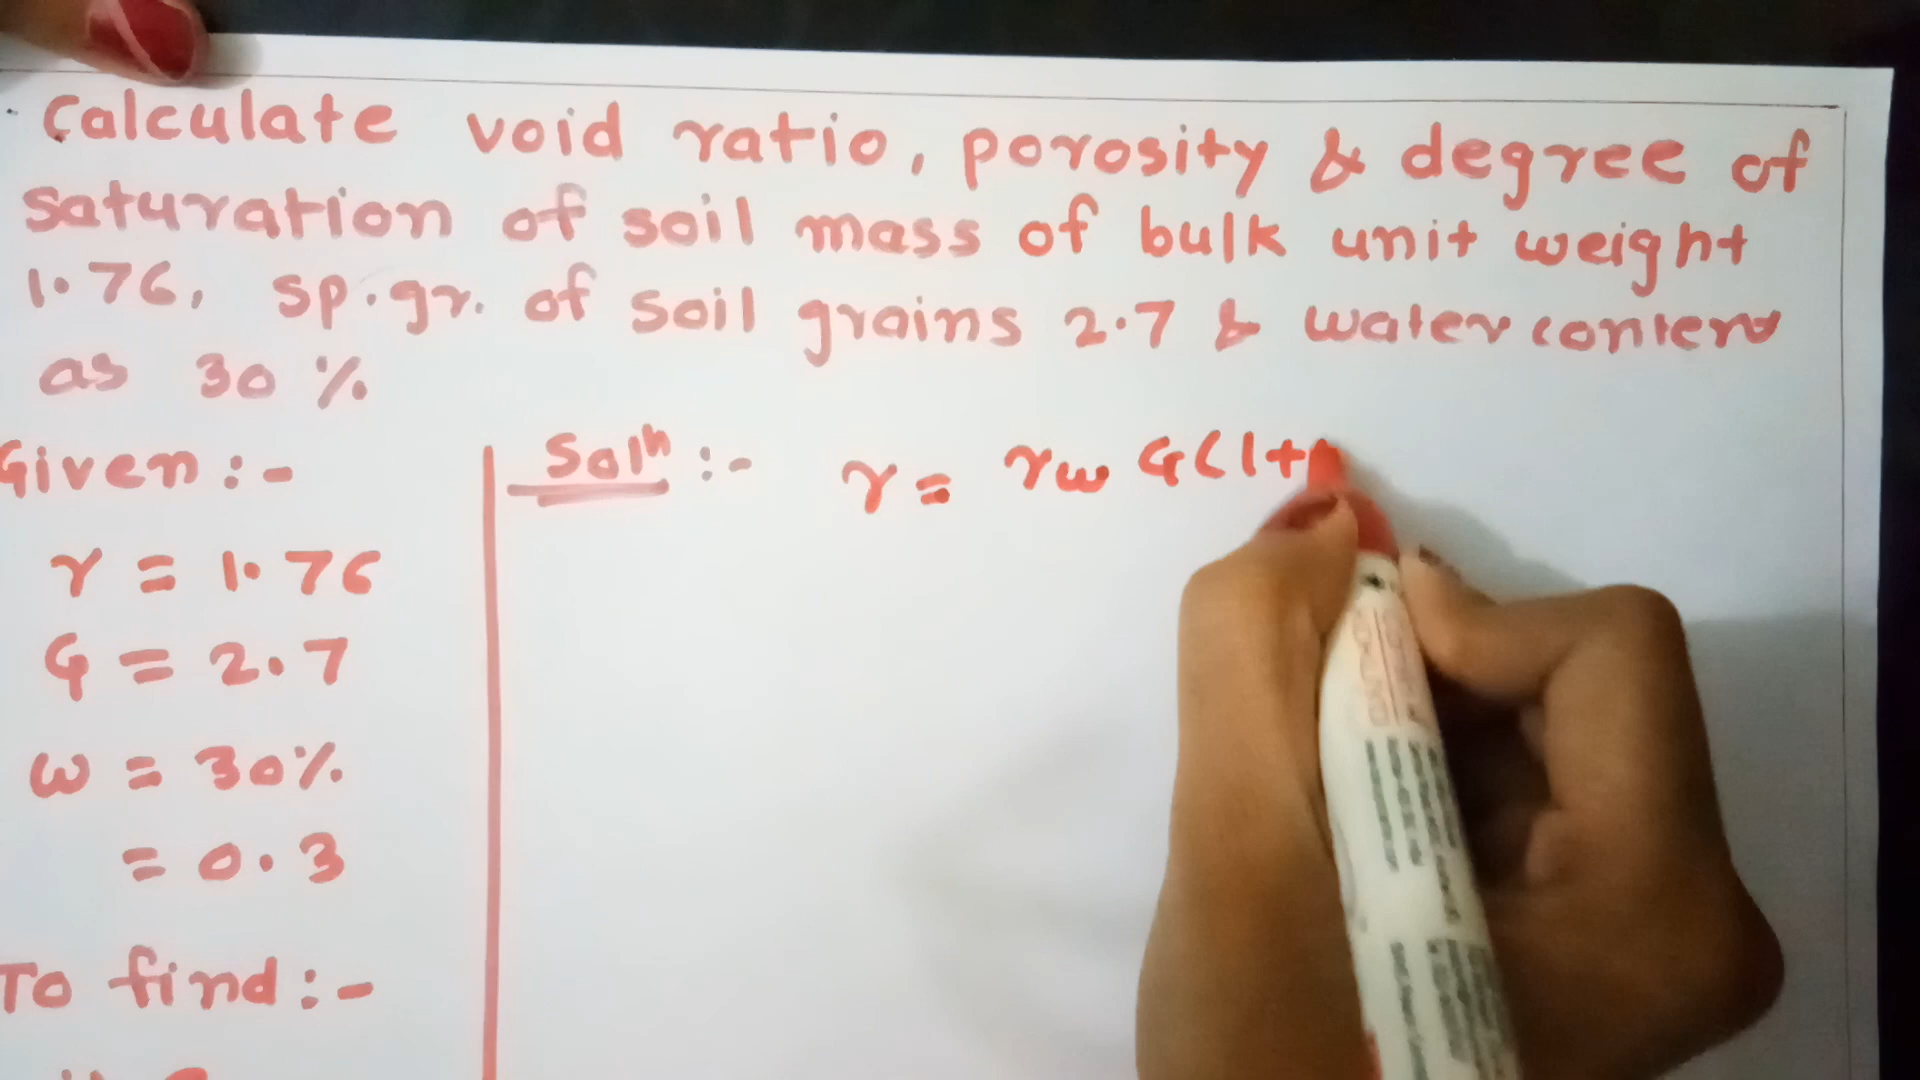 Calculate void ratio, porosity & degree of
saturation of soil mass of bulk unit weight
1.76, sp.gr. of soil grains 2.7 & water content
as 30 %
Given :-
γ = 1.76
G = 2.7
ω = 30%
= 0.3
To find :-
Solⁿ :- γ = γω G(1+